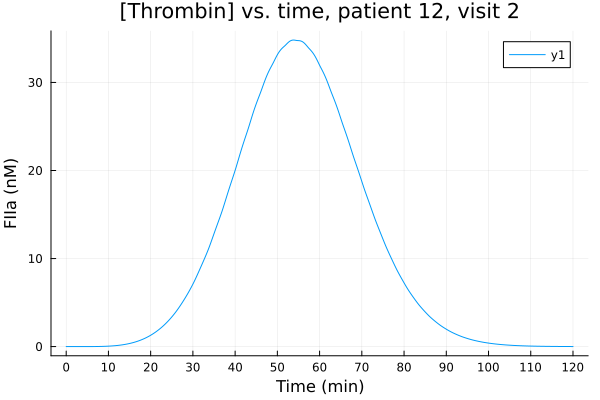 [Thrombin] vs. time, patient 12, visit 2
y1
30
20
10
0
FIIa (nM)
0 10 20 30 40 50 60 70 80 90 100 110 120
Time (min)